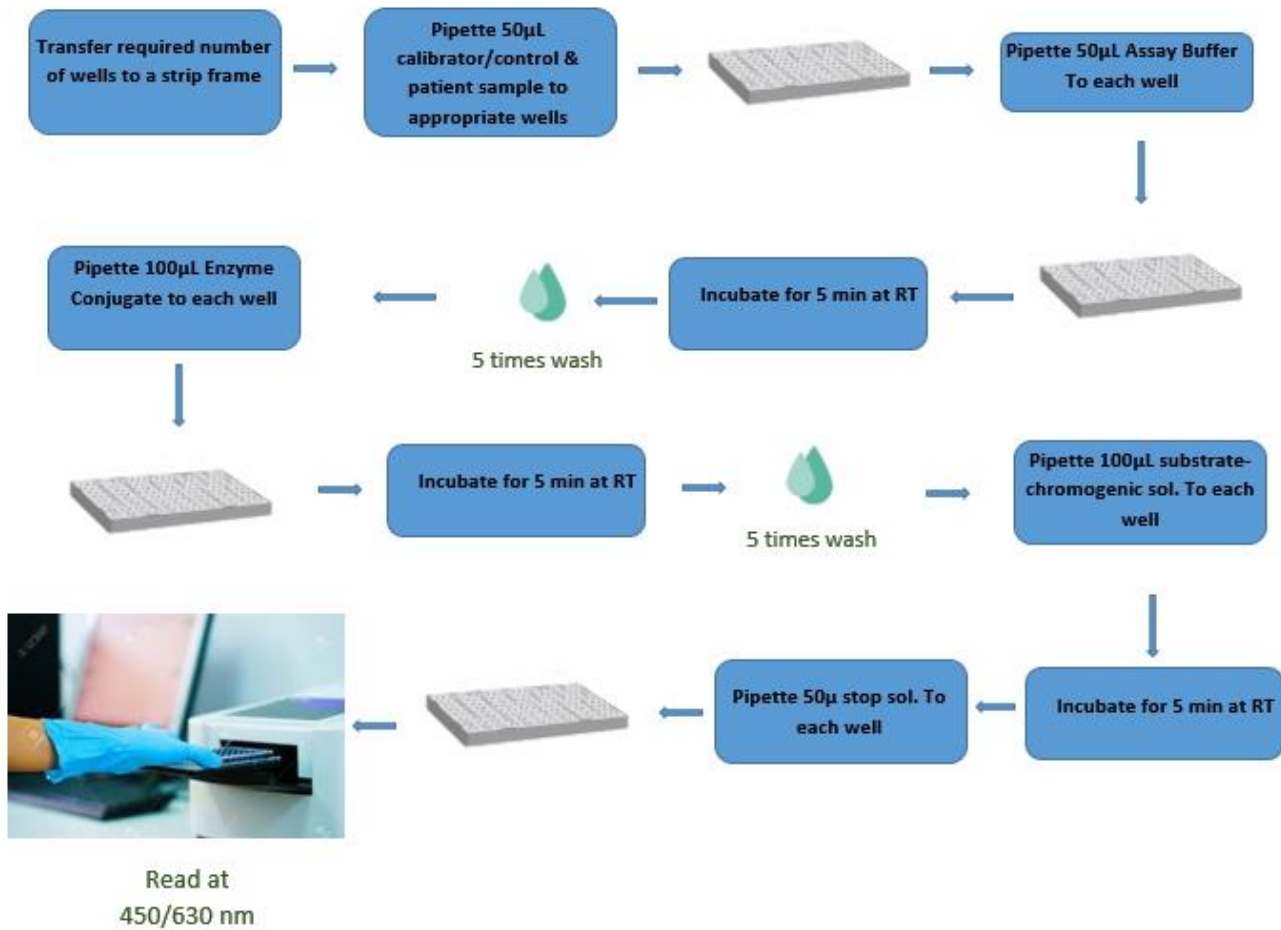 Transfer required number
of wells to a strip frame
Pipette 50µL
calibrator/control &
patient sample to
appropriate wells
Pipette 50µL Assay Buffer
To each well
Incubate for 5 min at RT
5 times wash
Pipette 100µL Enzyme
Conjugate to each well
Incubate for 5 min at RT
5 times wash
Pipette 100µL substrate-
chromogenic sol. To each
well
Incubate for 5 min at RT
Pipette 50µ stop sol. To
each well
Read at
450/630 nm